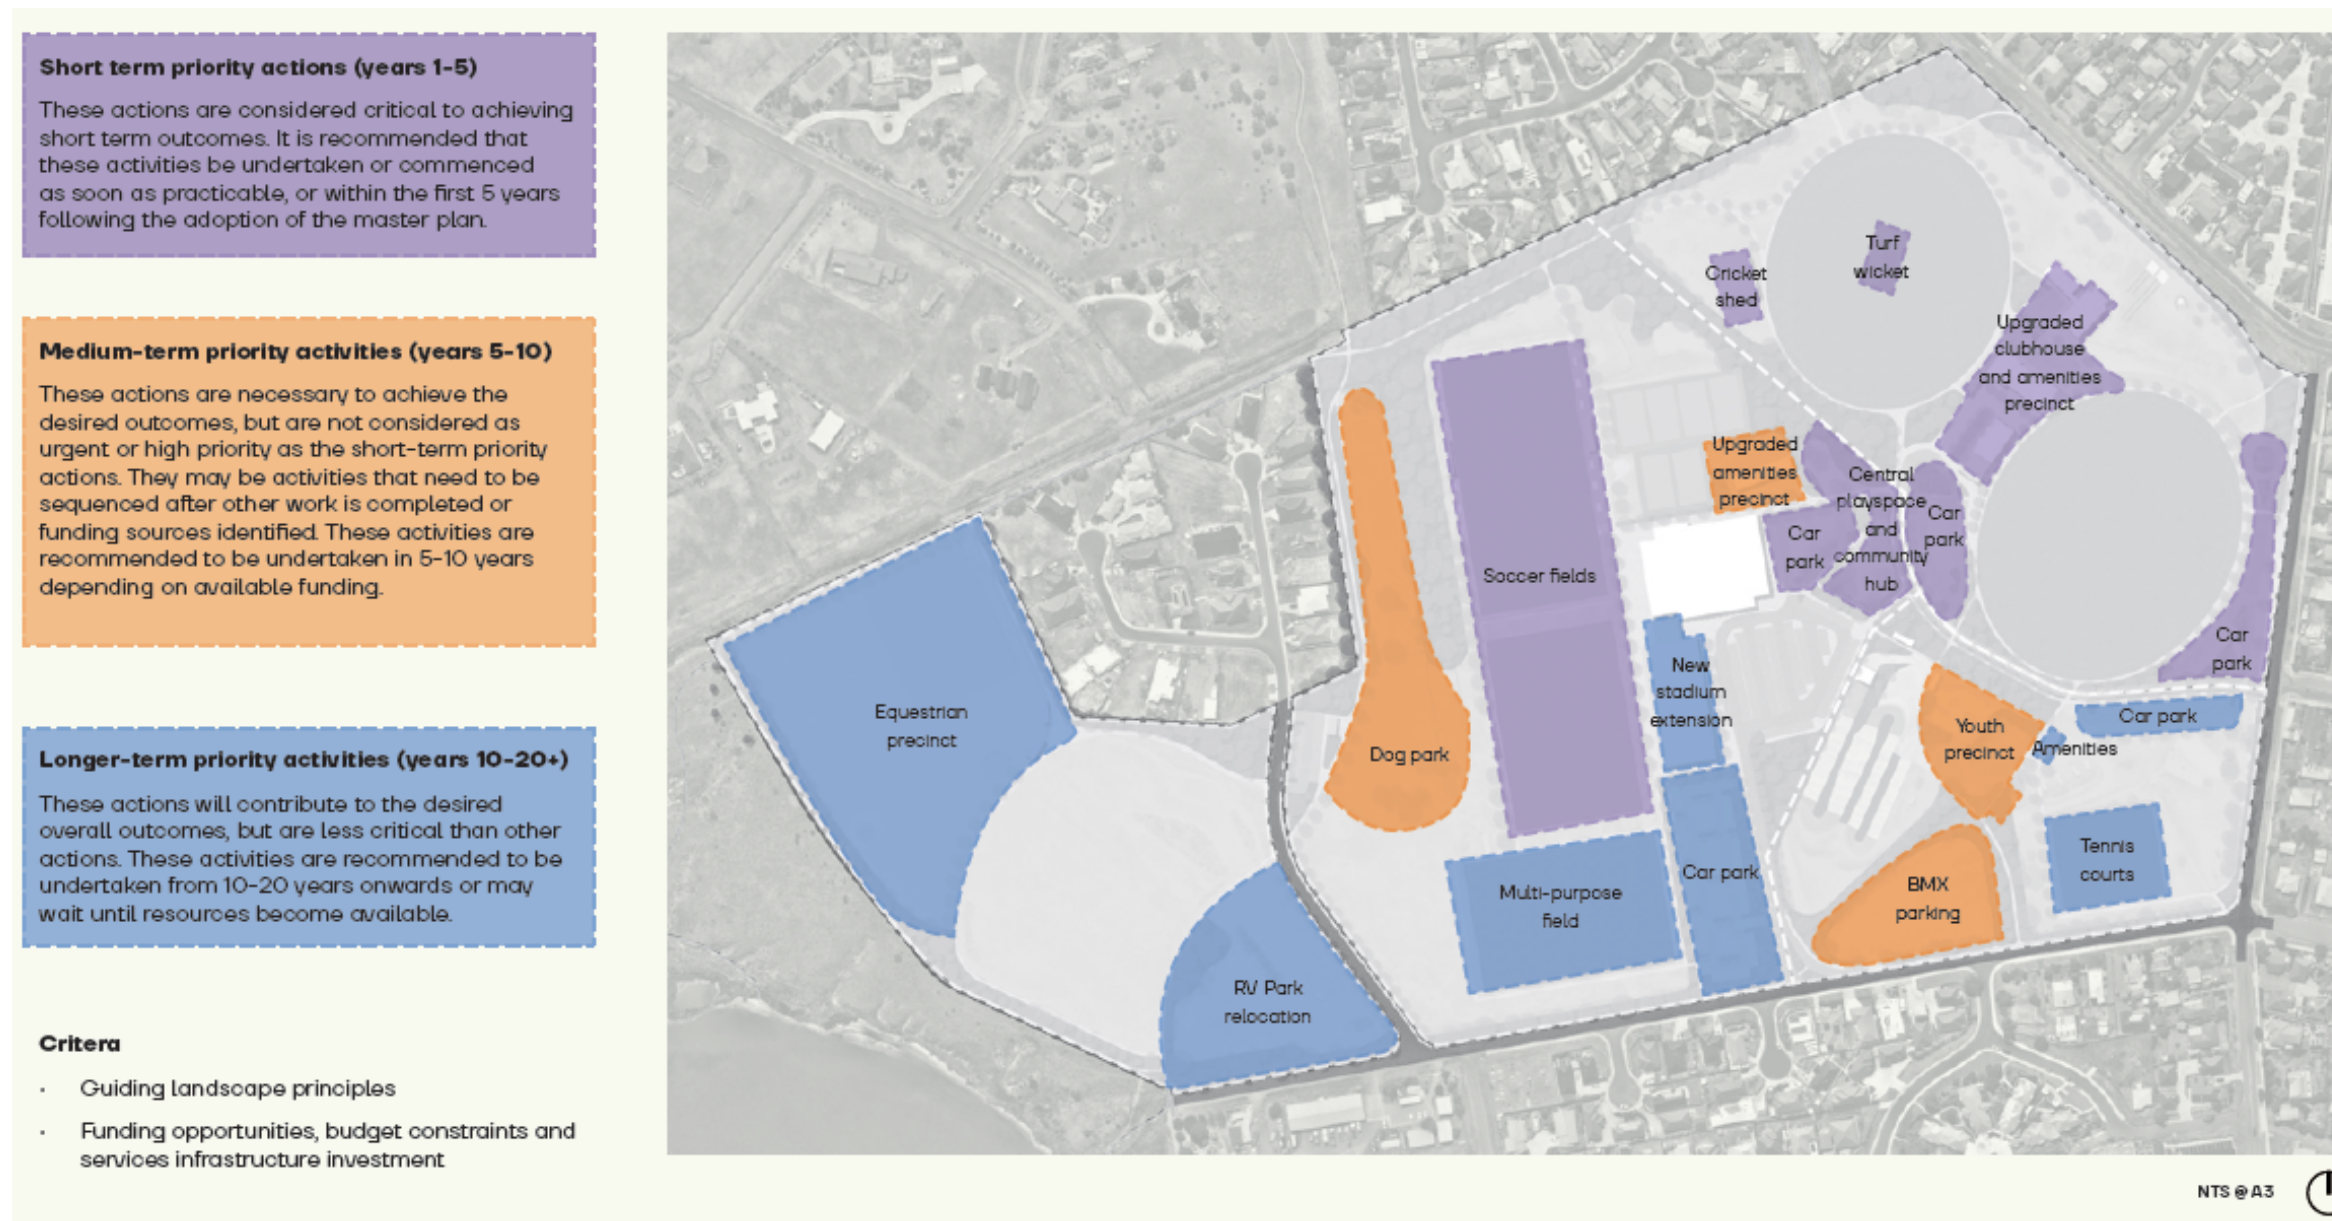 Short term priority actions (years 1-5)
These actions are considered critical to achieving
short term outcomes. It is recommended that
these activities be undertaken or commenced
as soon as practicable, or within the first 5 years
following the adoption of the master plan.
Medium-term priority activities (years 5-10)
These actions are necessary to achieve the
desired outcomes, but are not considered as
urgent or high priority as the short-term priority
actions. They may be activities that need to be
sequenced after other work is completed or
funding sources identified. These activities are
recommended to be undertaken in 5-10 years
depending on available funding.
Longer-term priority activities (years 10-20+)
These actions will contribute to the desired
overall outcomes, but are less critical than other
actions. These activities are recommended to be
undertaken from 10-20 years onwards or may
wait until resources become available.
Critera
· Guiding landscape principles
· Funding opportunities, budget constraints and
services infrastructure investment
Turf
wicket
Cricket
shed
Upgraded
clubhouse
and amenities
precinct
Upgraded
amenities
precinct
Central
playspace
and
community
hub
Car
park
Car
park
Soccer fields
Car
park
New
stadium
extension
Equestrian
precinct
Dog park
Youth
precinct
Car park
Amenities
Tennis
courts
Car park
Multi-purpose
field
BMX
parking
RV Park
relocation
NTS @ A3